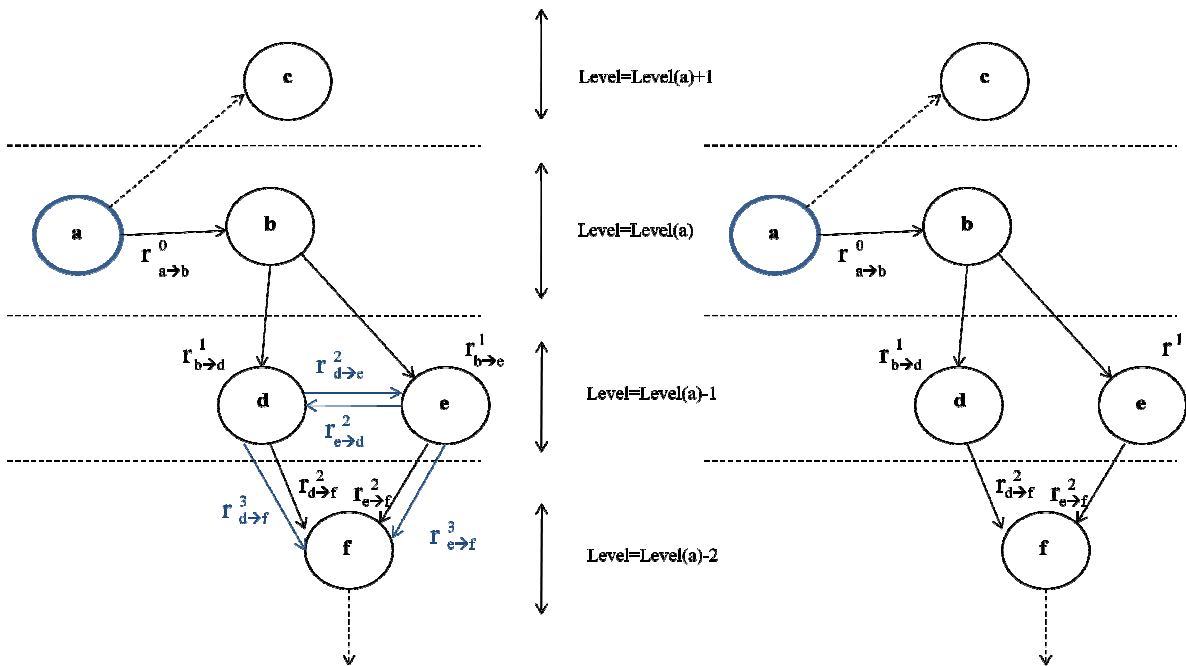 c
Level=Level(a)+1
c
a
b
r 0 a→b
Level=Level(a)
a
b
r 0 a→b
r 1 b→d
r 2 d→e
r 1 b→e
d
e
r 2 e→d
Level=Level(a)-1
r 1 b→d
r 1
d
e
r 3 d→f
r 2 d→f
r 2 e→f
r 3 e→f
f
Level=Level(a)-2
r 2 d→f
r 2 e→f
f